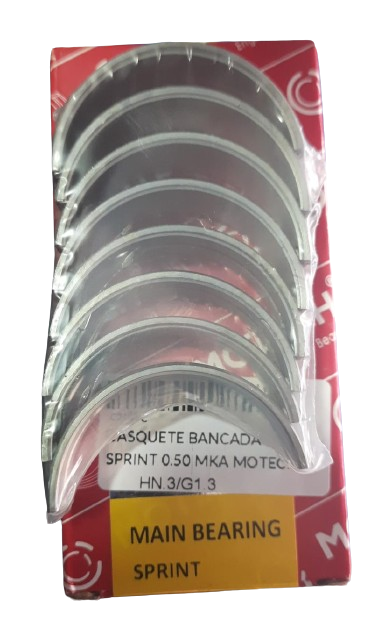 CASQUETE BANCADA
SPRINT 0.50 MKA MOTEC
HN.3/G1.3
MAIN BEARING
SPRINT